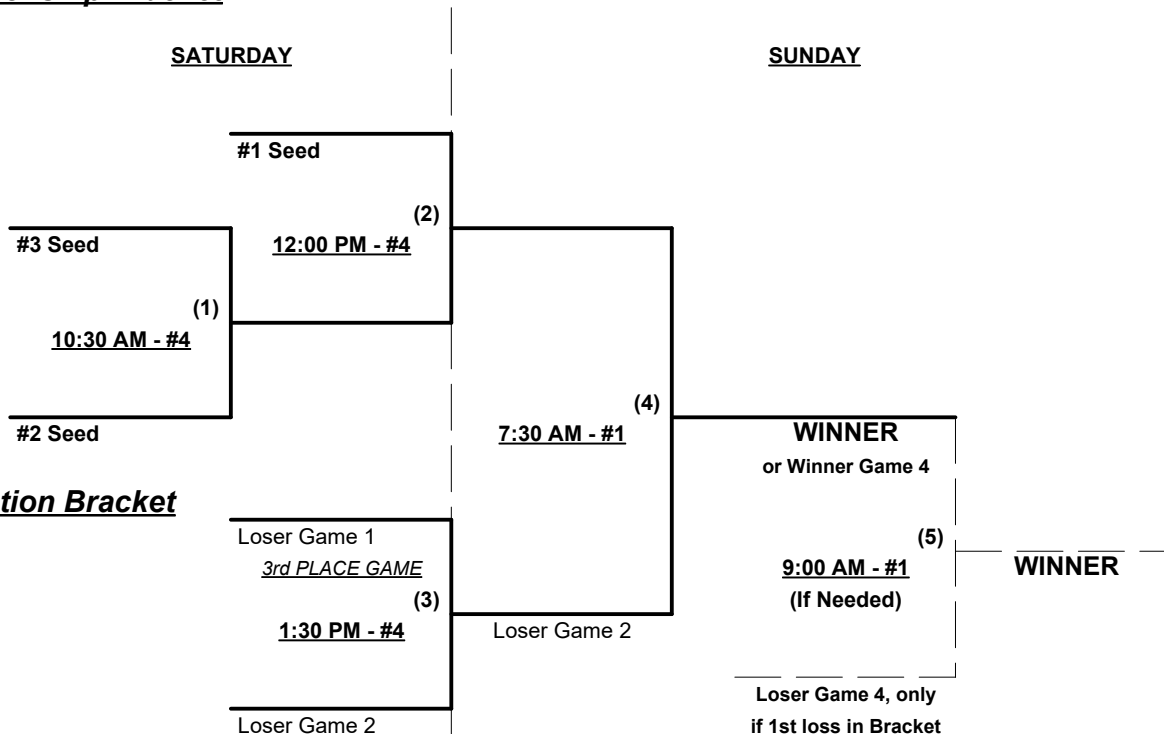 SATURDAY
SUNDAY
#1 Seed
(2)
12:00 PM - #4
#3 Seed
(1)
10:30 AM - #4
#2 Seed
(4)
7:30 AM - #1
WINNER
or Winner Game 4
tion Bracket
Loser Game 1
3rd PLACE GAME
(3)
1:30 PM - #4
Loser Game 2
Loser Game 2
(5)
9:00 AM - #1
(If Needed)
WINNER
Loser Game 4, only
if 1st loss in Bracket